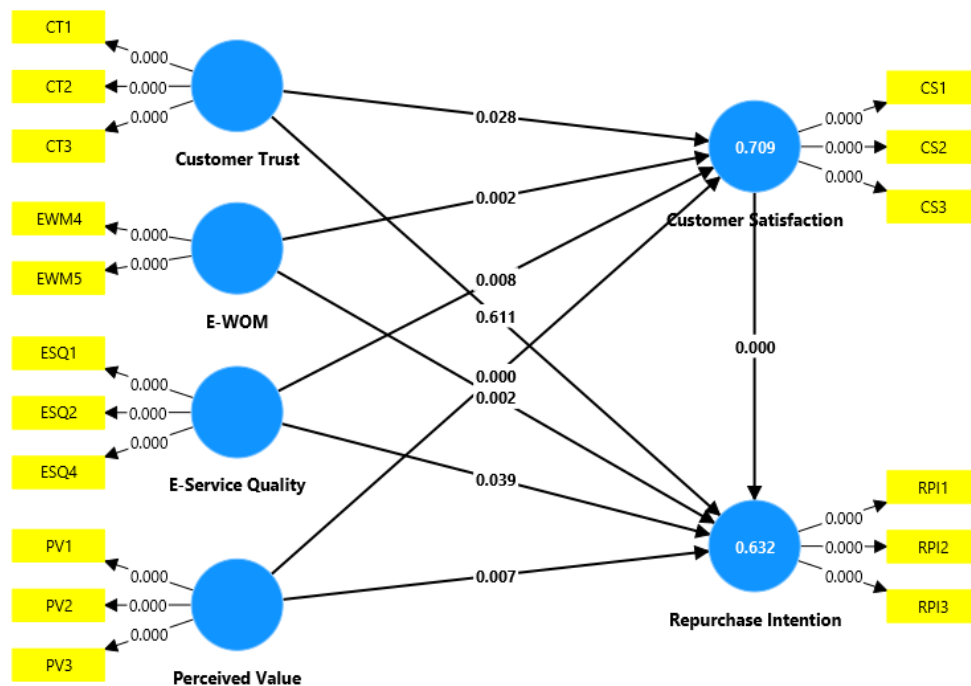 CT1
0.000
CT2
0.000
0.000
CT3
Customer Trust
EWM4
0.000
0.000
EWM5
E-WOM
ESQ1
0.000
ESQ2
0.000
0.000
ESQ4
E-Service Quality
PV1
0.000
PV2
0.000
0.000
PV3
Perceived Value
0.028
0.002
0.008
0.611
0.000
0.002
0.039
0.007
0.709
Customer Satisfaction
0.000
CS1
0.000
CS2
0.000
CS3
0.000
0.632
Repurchase Intention
0.000
RPI1
0.000
RPI2
0.000
RPI3